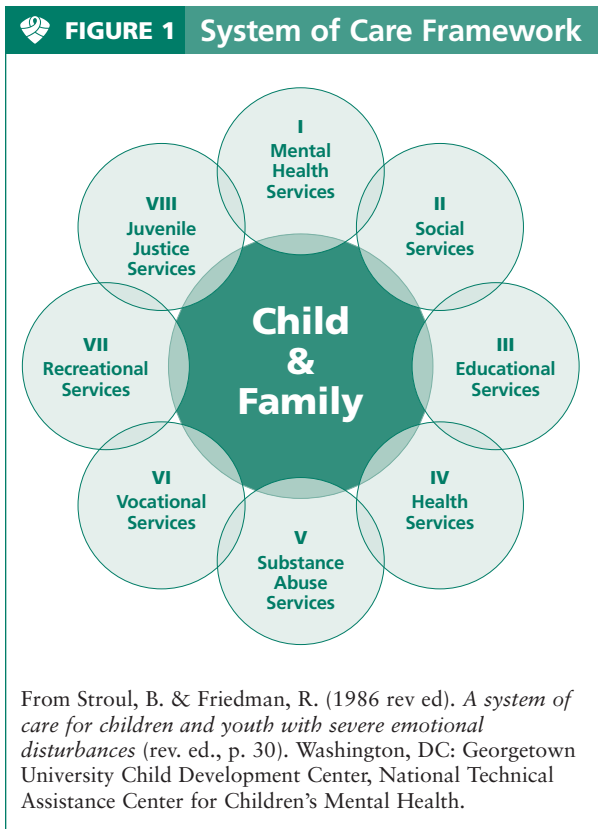 FIGURE 1 System of Care Framework
I
Mental
Health
Services
II
Social
Services
III
Educational
Services
IV
Health
Services
V
Substance
Abuse
Services
VI
Vocational
Services
VII
Recreational
Services
VIII
Juvenile
Justice
Services
Child
&
Family
From Stroul, B. & Friedman, R. (1986 rev ed). A system of
care for children and youth with severe emotional
disturbances (rev. ed., p. 30). Washington, DC: Georgetown
University Child Development Center, National Technical
Assistance Center for Children’s Mental Health.